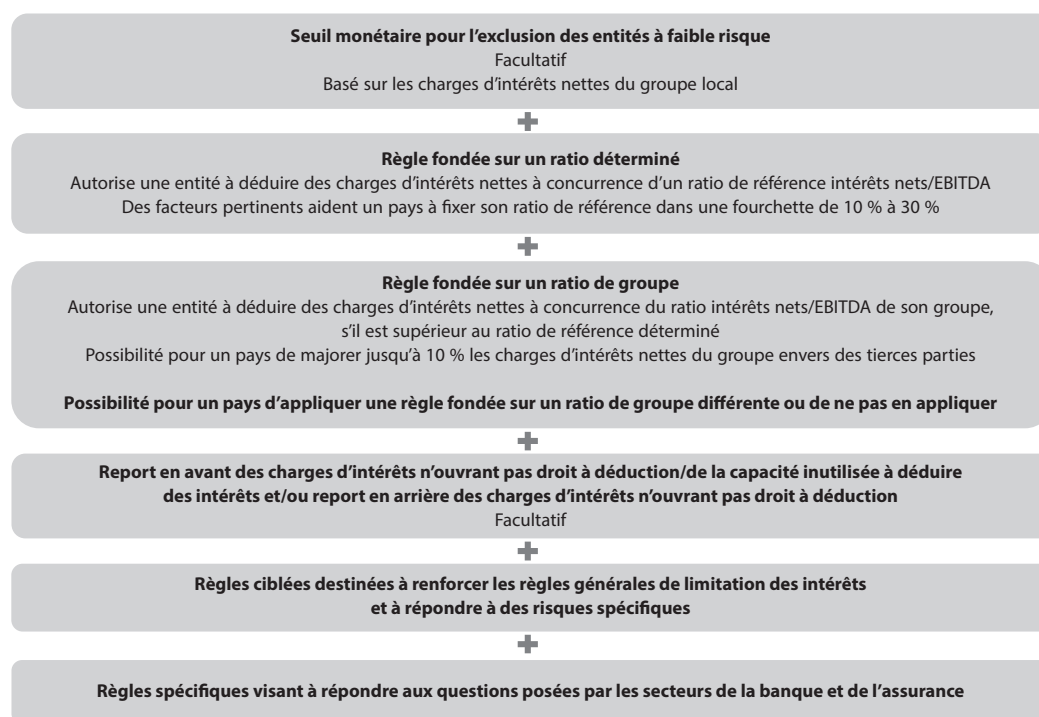 Seuil monétaire pour l'exclusion des entités à faible risque
Facultatif
Basé sur les charges d'intérêts nettes du groupe local
+
Règle fondée sur un ratio déterminé
Autorise une entité à déduire des charges d'intérêts nettes à concurrence d'un ratio de référence intérêts nets/EBITDA
Des facteurs pertinents aident un pays à fixer son ratio de référence dans une fourchette de 10 % à 30 %
+
Règle fondée sur un ratio de groupe
Autorise une entité à déduire des charges d'intérêts nettes à concurrence du ratio intérêts nets/EBITDA de son groupe,
s'il est supérieur au ratio de référence déterminé
Possibilité pour un pays de majorer jusqu'à 10 % les charges d'intérêts nettes du groupe envers des tierces parties
Possibilité pour un pays d'appliquer une règle fondée sur un ratio de groupe différente ou de ne pas en appliquer
+
Report en avant des charges d'intérêts n'ouvrant pas droit à déduction/de la capacité inutilisée à déduire
des intérêts et/ou report en arrière des charges d'intérêts n'ouvrant pas droit à déduction
Facultatif
+
Règles ciblées destinées à renforcer les règles générales de limitation des intérêts
et à répondre à des risques spécifiques
+
Règles spécifiques visant à répondre aux questions posées par les secteurs de la banque et de l'assurance